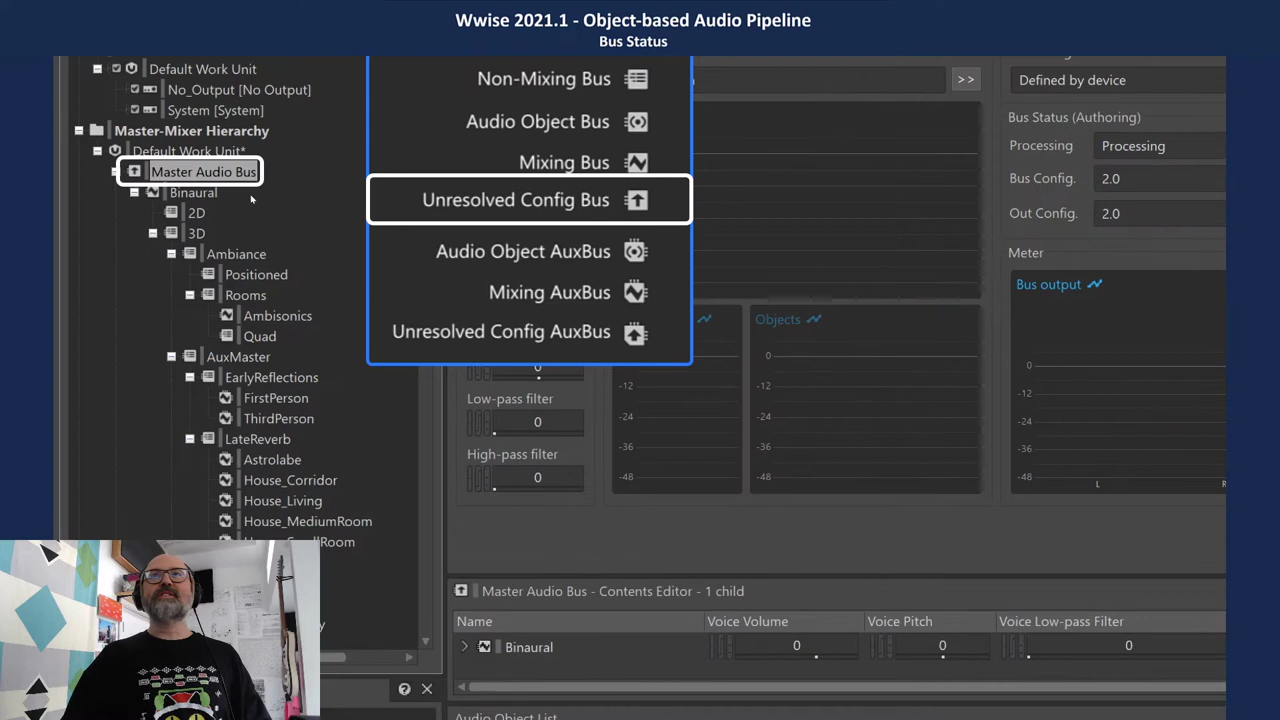 Wwise 2021.1 - Object-based Audio Pipeline
Bus Status
Default Work Unit
No_Output [No Output]
System [System]
Master-Mixer Hierarchy
Default Work Unit*
Master Audio Bus
Binaural
2D
3D
Ambiance
Positioned
Rooms
Ambisonics
Quad
AuxMaster
EarlyReflections
FirstPerson
ThirdPerson
LateReverb
Astrolabe
House_Corridor
House_Living
House_MediumRoom
Non-Mixing Bus
Audio Object Bus
Mixing Bus
Unresolved Config Bus
Audio Object AuxBus
Mixing AuxBus
Unresolved Config AuxBus
0
Low-pass filter
0
High-pass filter
0
-12
-24
-36
-48
Objects
0
-12
-24
-36
-48
>>
Defined by device
Bus Status (Authoring)
Processing Processing
Bus Config. 2.0
Out Config. 2.0
Meter
Bus output
0
-12
-24
-36
-48
L
Master Audio Bus - Contents Editor - 1 child
Name Voice Volume Voice Pitch Voice Low-pass Filter
Binaural 0 0 0
Audio Object List